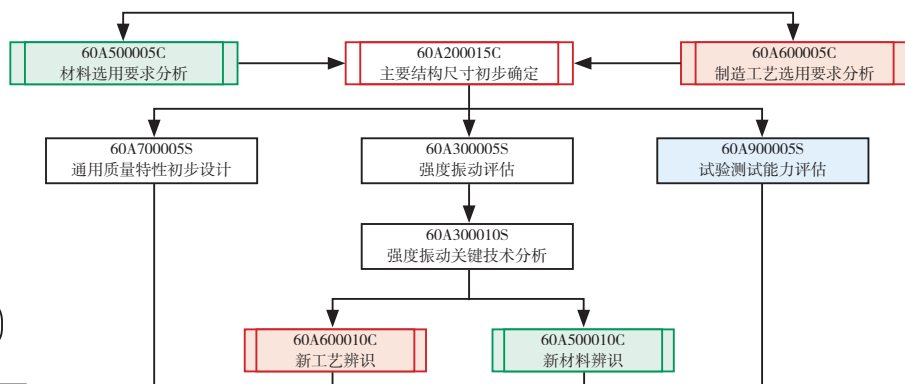 60A500005C
材料选用要求分析
60A200015C
主要结构尺寸初步确定
60A600005C
制造工艺选用要求分析
60A700005S
通用质量特性初步设计
60A300005S
强度振动评估
60A900005S
试验测试能力评估
60A300010S
强度振动关键技术分析
60A600010C
新工艺辨识
60A500010C
新材料辨识